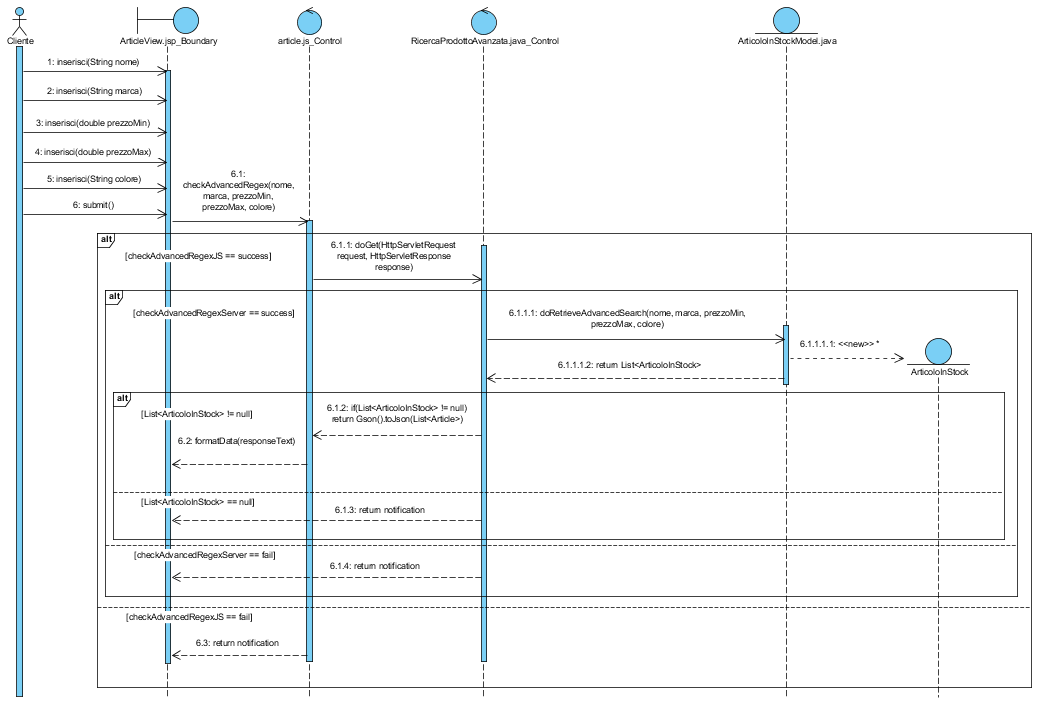 Cliente
ArticleView.jsp_Boundary
article.js_Control
RicercaProdottoAvanzata.java_Control
ArticoloInStockModel.java
1: inserisci(String nome)
2: inserisci(String marca)
3: inserisci(double prezzoMin)
4: inserisci(double prezzoMax)
5: inserisci(String colore)
6: submit()
6.1:
checkAdvancedRegex(nome,
marca, prezzoMin,
prezzoMax, colore)
alt
[checkAdvancedRegexJS == success]
6.1.1: doGet(HttpServletRequest
request, HttpServletResponse
response)
alt
[checkAdvancedRegexServer == success]
6.1.1.1: doRetrieveAdvancedSearch(nome, marca, prezzoMin,
prezzoMax, colore)
6.1.1.1.1: <<new>> *
ArticoloInStock
6.1.1.1.2: return List<ArticoloInStock>
alt
[List<ArticoloInStock> != null]
6.1.2: if(List<ArticoloInStock> != null)
return Gson().toJson(List<Article>)
6.2: formatData(responseText)
[List<ArticoloInStock> == null]
6.1.3: return notification
[checkAdvancedRegexServer == fail]
6.1.4: return notification
[checkAdvancedRegexJS == fail]
6.3: return notification